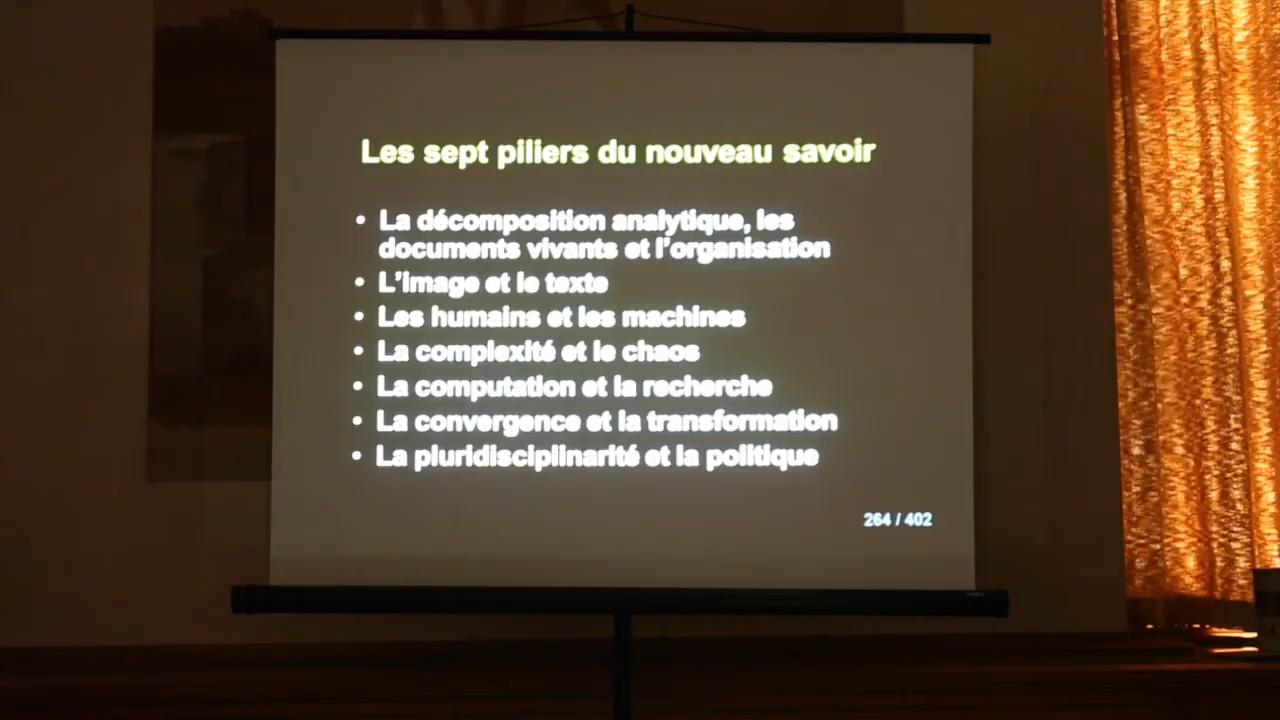 Les sept piliers du nouveau savoir
• La décomposition analytique, les
documents vivants et l'organisation
• L'image et le texte
• Les humains et les machines
• La complexité et le chaos
• La computation et la recherche
• La convergence et la transformation
• La pluridisciplinarité et la politique
264 / 402